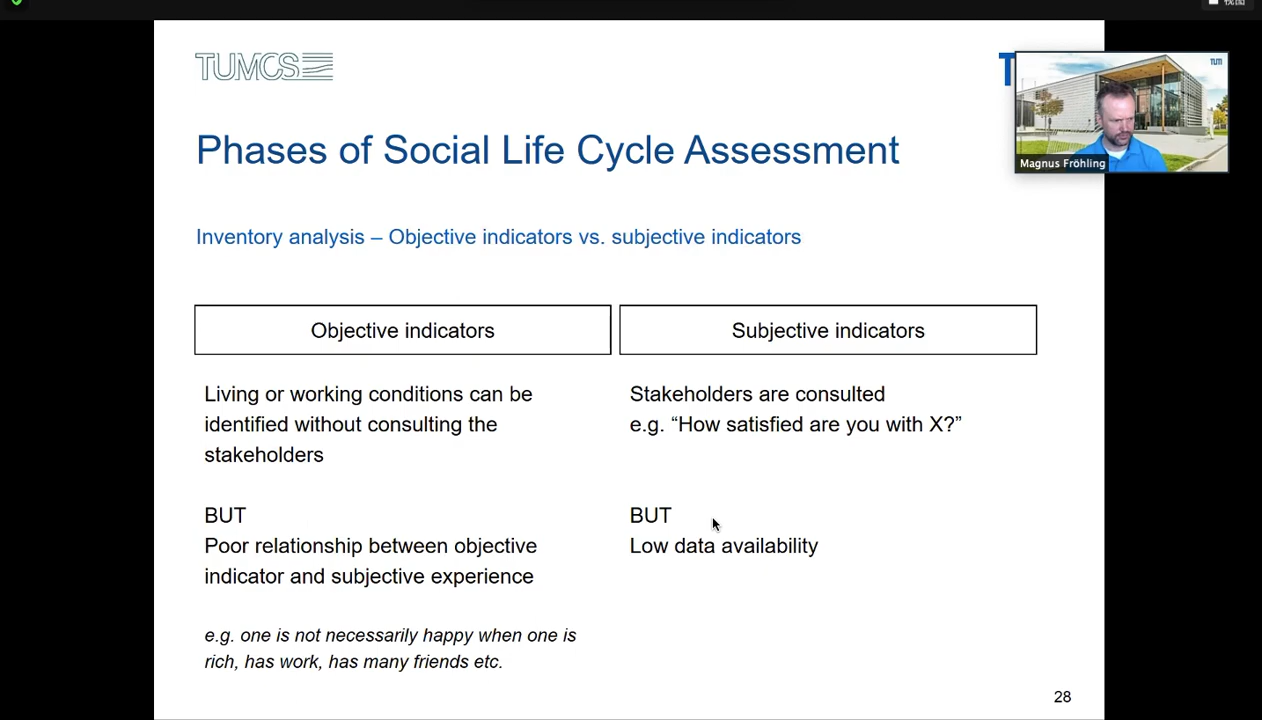 TUMCS
T
TUM
Magnus Fröhling
Phases of Social Life Cycle Assessment
Inventory analysis – Objective indicators vs. subjective indicators
Objective indicators
Subjective indicators
Living or working conditions can be
identified without consulting the
stakeholders
BUT
Poor relationship between objective
indicator and subjective experience
e.g. one is not necessarily happy when one is
rich, has work, has many friends etc.
Stakeholders are consulted
e.g. “How satisfied are you with X?”
BUT
Low data availability
28